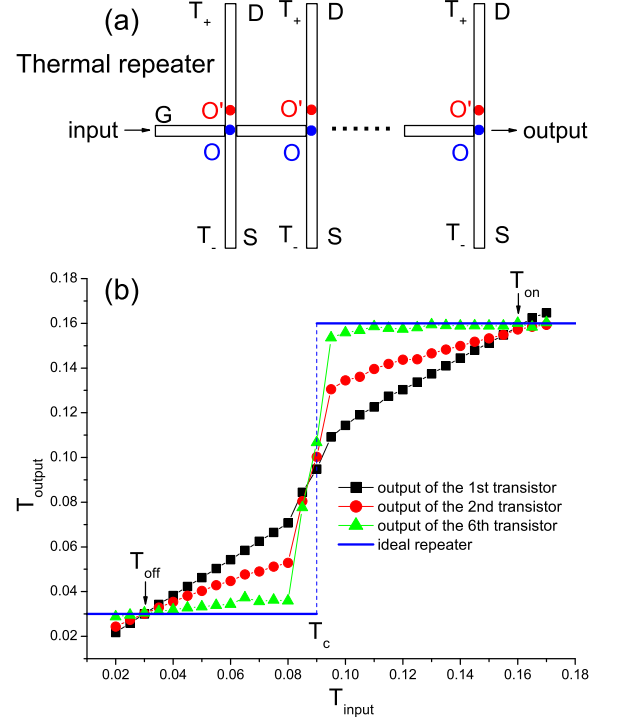 (a)
T+ D T+ D T+ D
Thermal repeater
G O' O' O'
input output
O O O
T- S T- S T- S
(b)
0.18
0.16
0.14
0.12
0.10
0.08
0.06
0.04
0.02
Toutput
Ton
output of the 1st transistor
output of the 2nd transistor
output of the 6th transistor
ideal repeater
Toff
Tc
0.02 0.04 0.06 0.08 0.10 0.12 0.14 0.16 0.18
Tinput